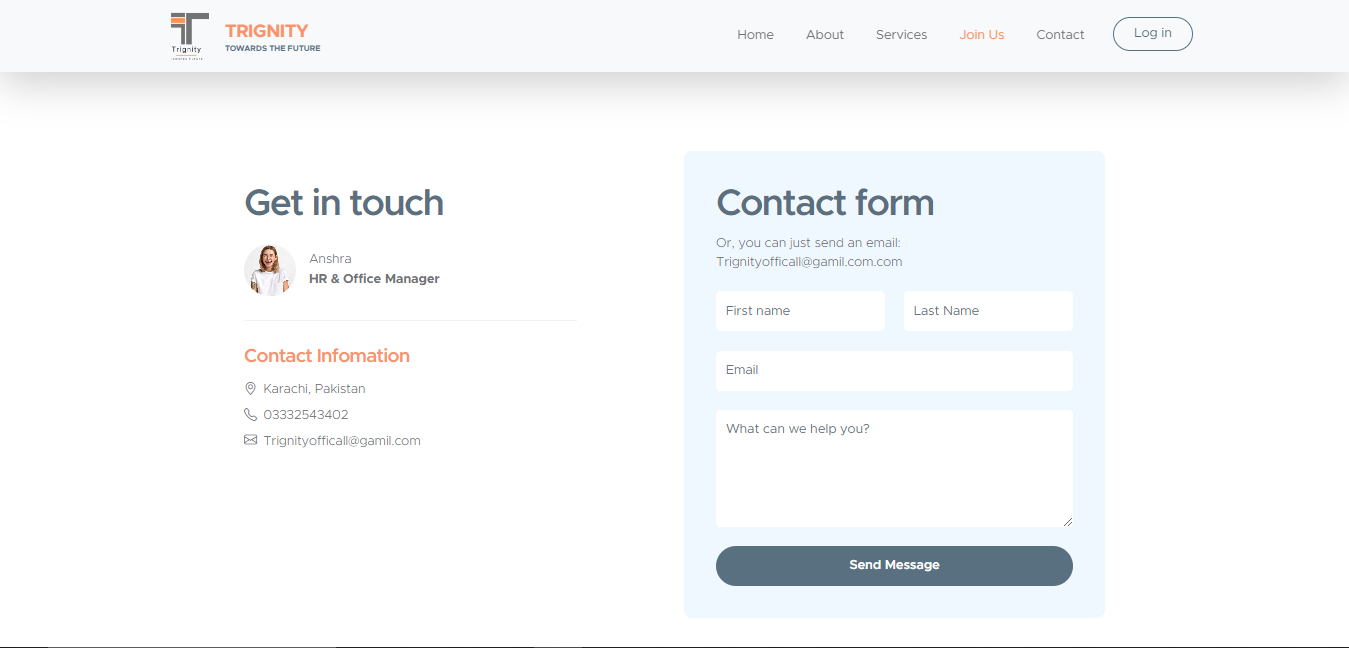 Trignity
TRIGNITY
TOWARDS THE FUTURE
Home
About
Services
Join Us
Contact
Log in
Get in touch
Anshra
HR & Office Manager
Contact Infomation
Karachi, Pakistan
03332543402
Trignityofficall@gamil.com
Contact form
Or, you can just send an email:
Trignityofficall@gamil.com.com
First name
Last Name
Email
What can we help you?
Send Message